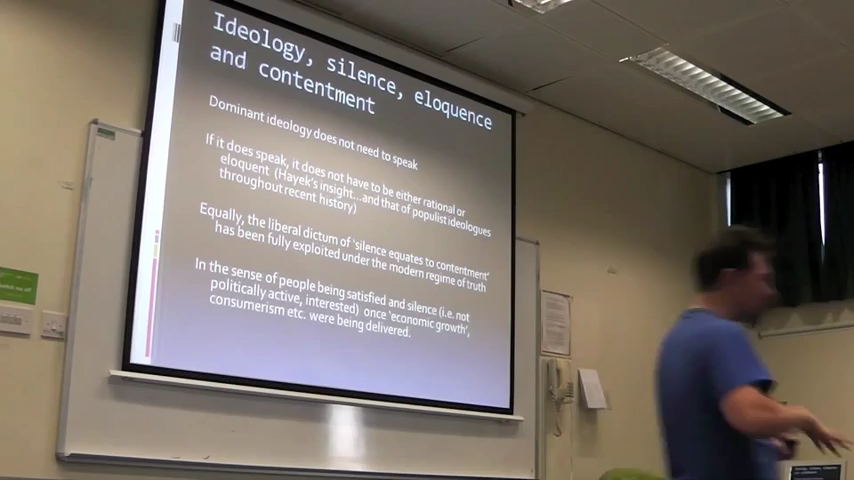 Ideology, silence, eloquence
and contentment
Dominant ideology does not need to speak
If it does speak, it does not have to be either rational or
eloquent (Hayek's insight...and that of populist ideologues
throughout recent history)
Equally, the liberal dictum of 'silence equates to contentment'
has been fully exploited under the modern regime of truth
In the sense of people being satisfied and silence (i.e. not
politically active, interested) once 'economic growth',
consumerism etc. were being delivered.